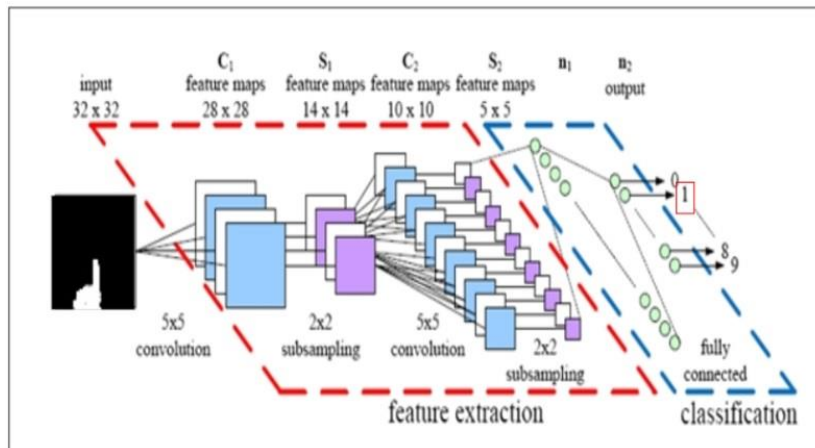 C₁ S₁ C₂ S₂ n₁ n₂
input feature maps feature maps feature maps feature maps output
32 x 32 28 x 28 14 x 14 10 x 10 5 x 5
0
1
8
9
5x5
convolution
2x2
subsampling
5x5
convolution
2x2
subsampling
fully
connected
feature extraction
classification